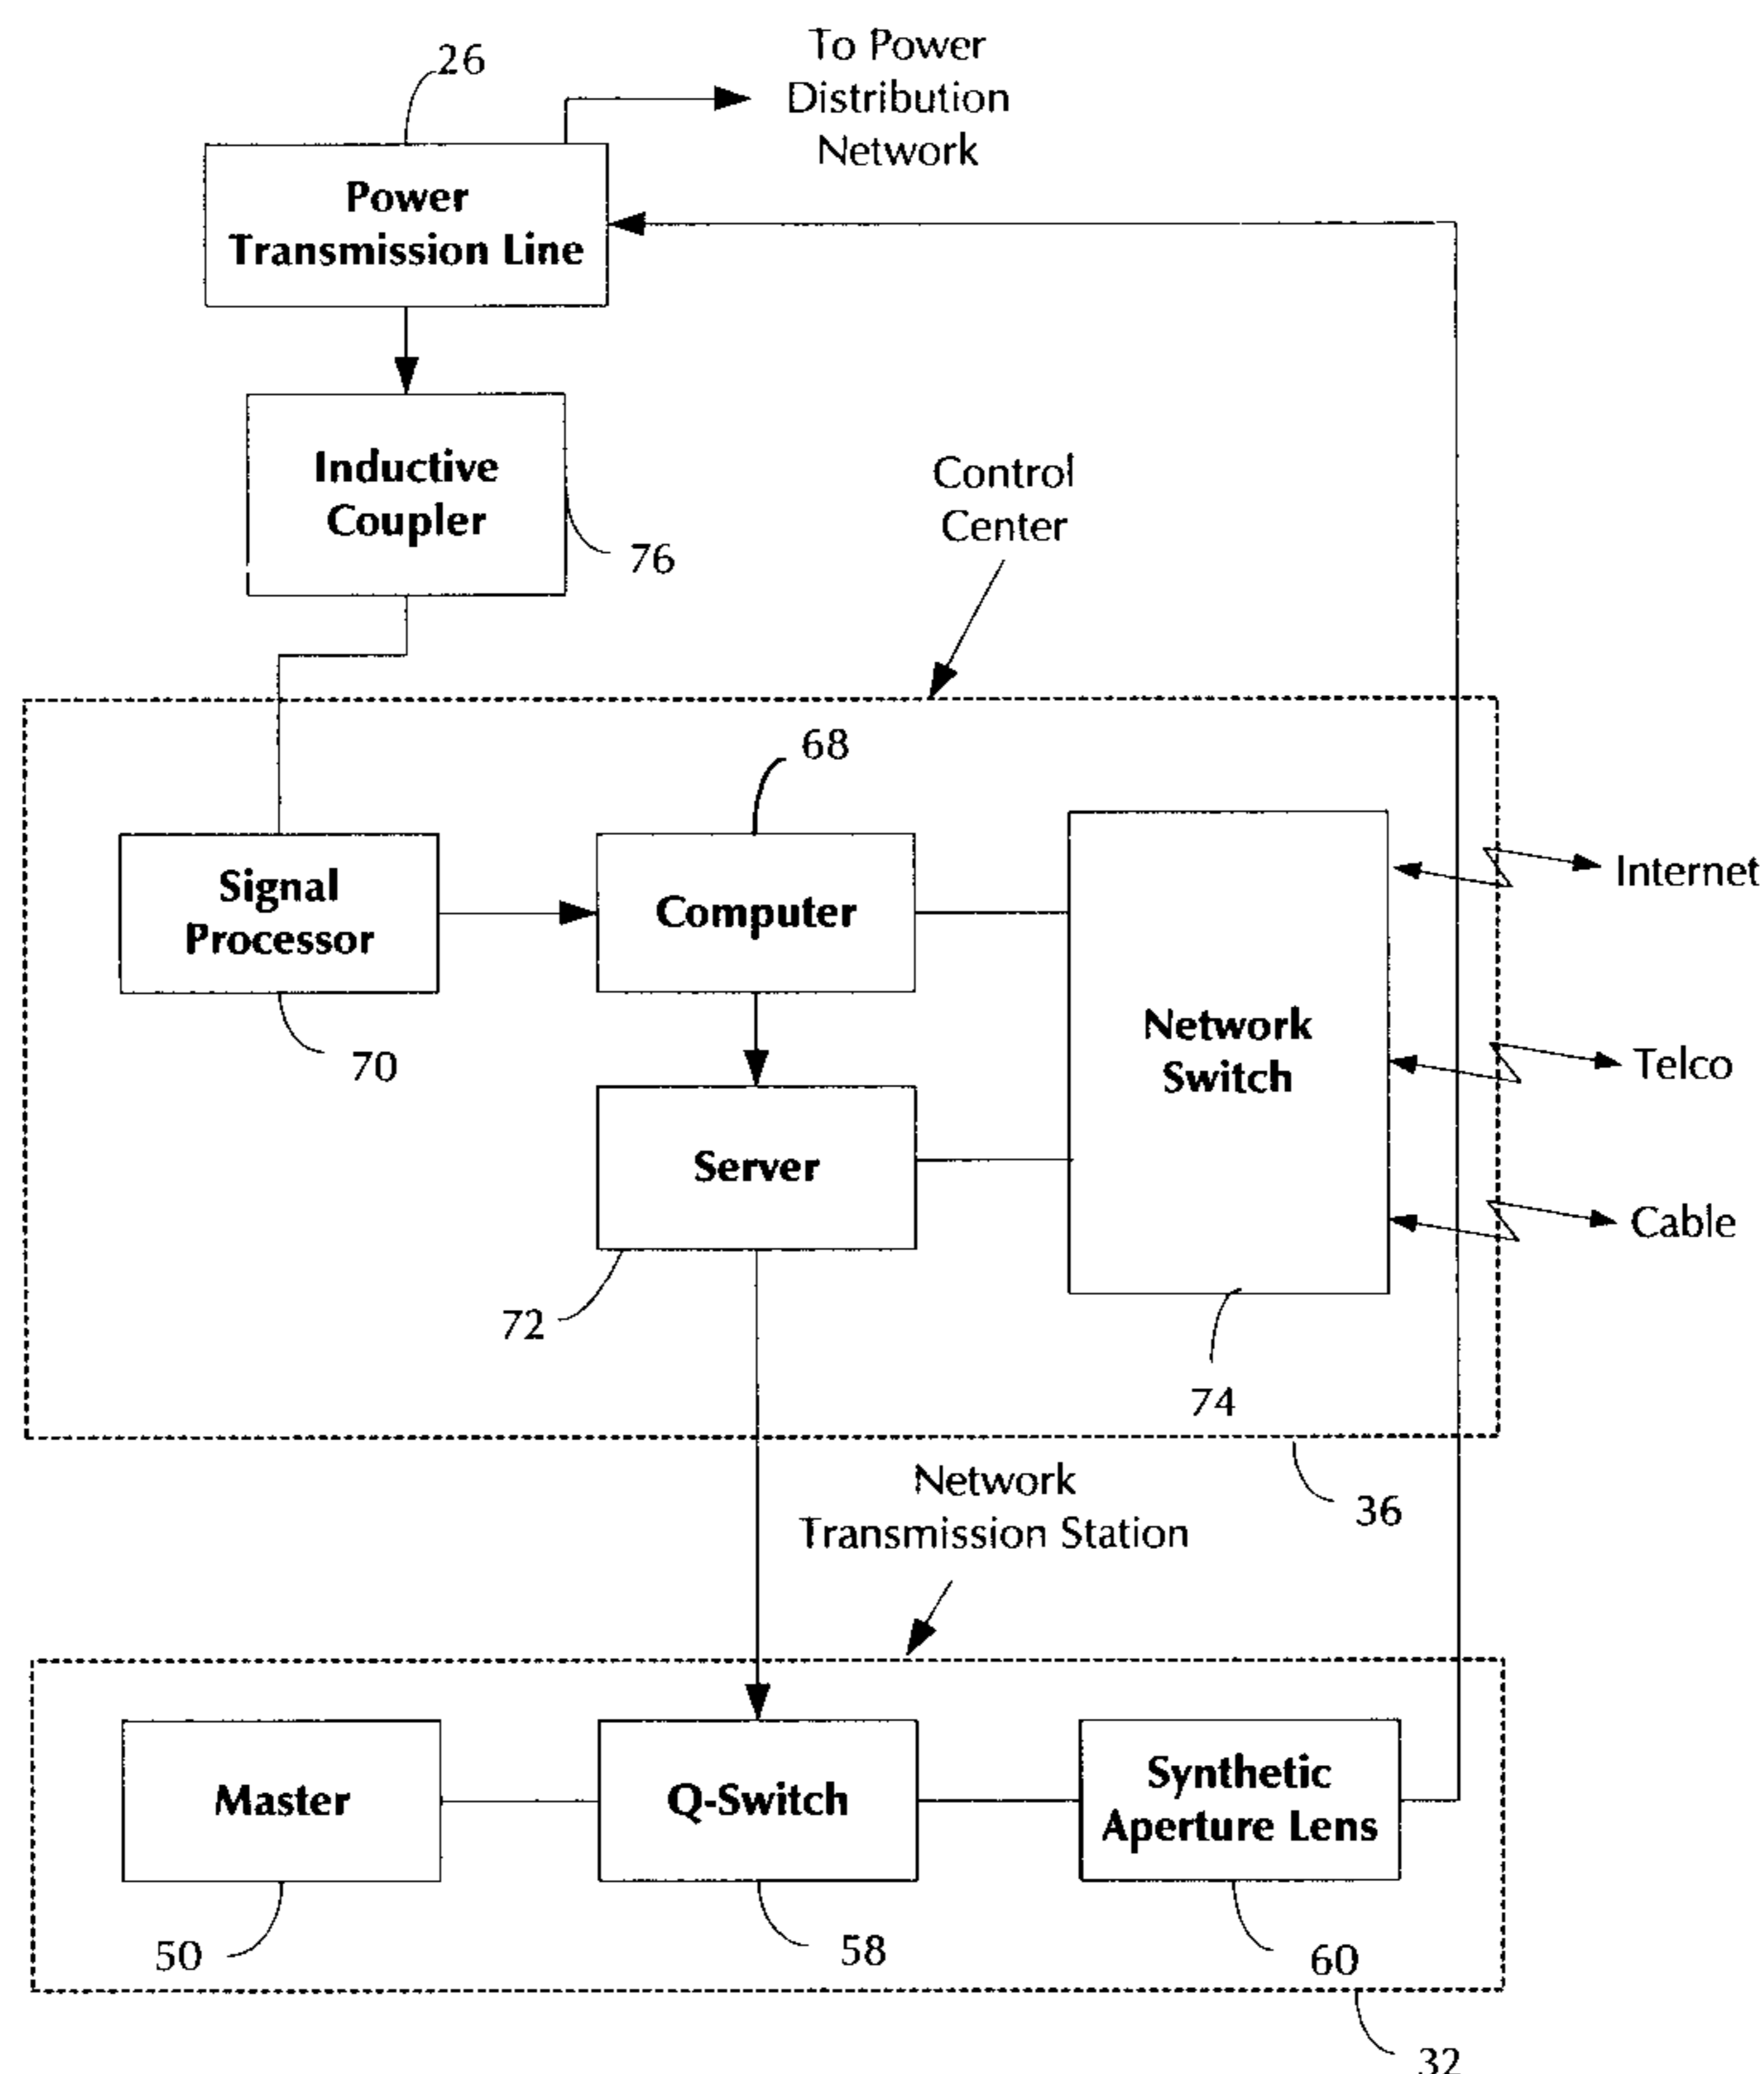 26
To Power
Distribution
Network
Power
Transmission Line
Inductive
Coupler
76
Control
Center
68
Signal
Processor
Computer
Network
Switch
Internet
Telco
Cable
70
Server
72
74
36
Network
Transmission Station
Master
Q-Switch
Synthetic
Aperture Lens
50
58
60
32